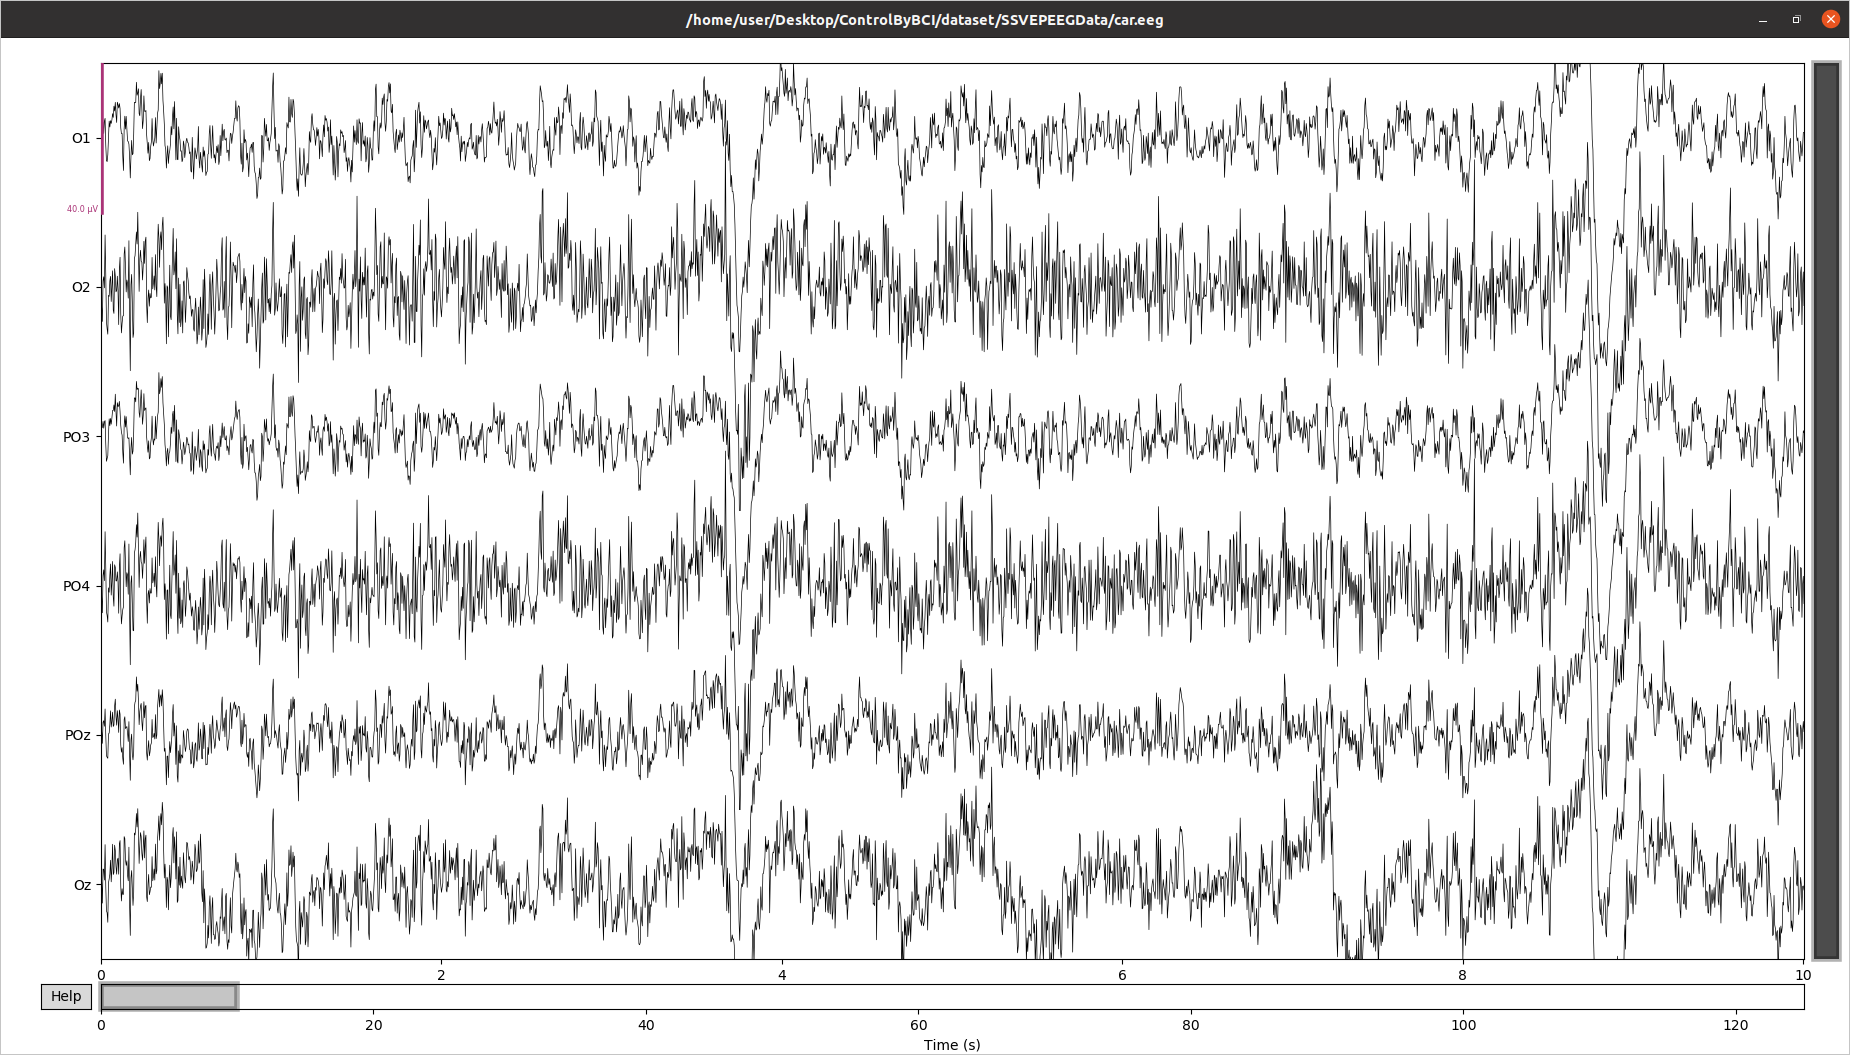 /home/user/Desktop/ControlByBCI/dataset/SSVEPEEGData/car.eeg
O1
40.0 µV
O2
PO3
PO4
POz
Oz
0 2 4 6 8 10
Help
0 20 40 60 80 100 120
Time (s)